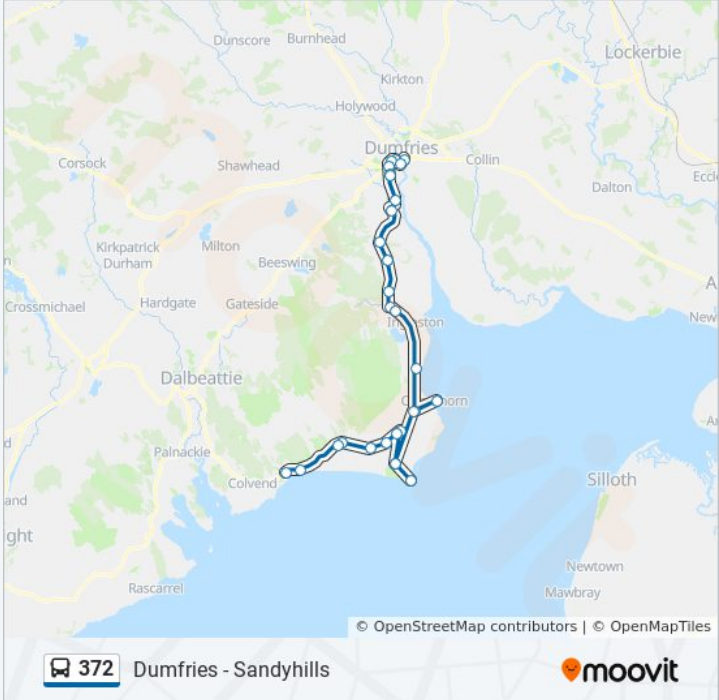 Dunscore
Burnhead
Lockerbie
Kirkton
Holywood
Dumfries
Corsock
Shawhead
Collin
Dalton
Kirkpatrick
Durham
Milton
Beeswing
Crossmichael
Hardgate
Gateside
New
Dalbeattie
Palnackie
Colvend
Silloth
Newtown
Mawbray
Rascarrel
© OpenStreetMap contributors | © OpenMapTiles
372 Dumfries - Sandyhills
moovit